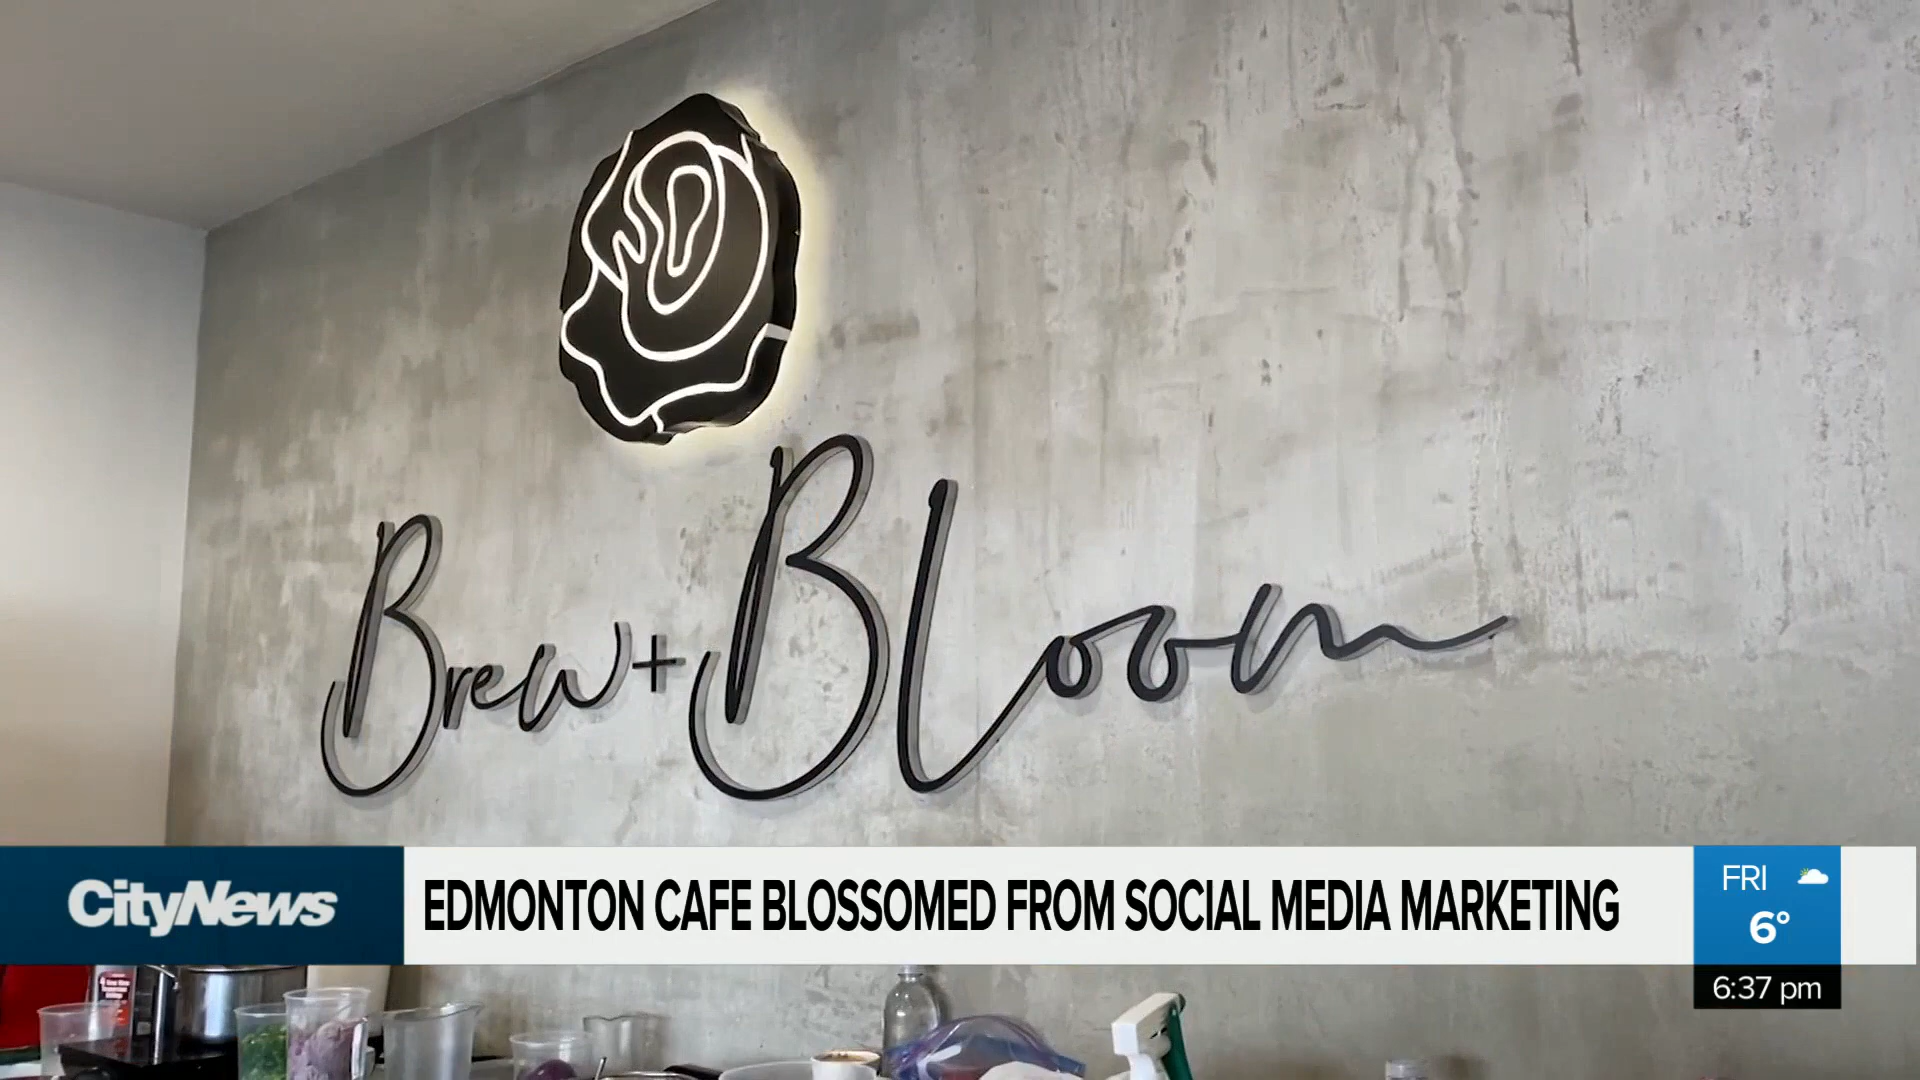 Brew + Bloom
CityNews
EDMONTON CAFE BLOSSOMED FROM SOCIAL MEDIA MARKETING
FRI
6°
6:37 pm